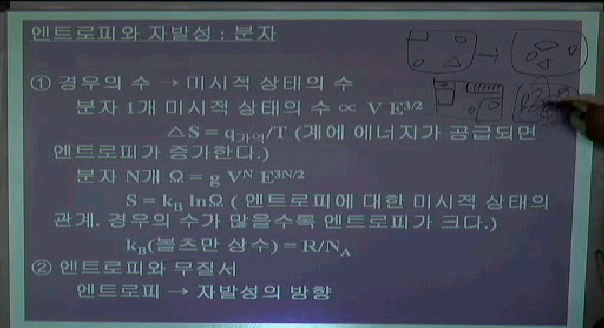 엔트로피와 자발성 : 분자
① 경우의 수 → 미시적 상태의 수
분자 1개 미시적 상태의 수 ∝ V E^3/2
△S = q가역/T (계에 에너지가 공급되면
엔트로피가 증가한다.)
분자 N개 Ω = g V^N E^3N/2
S = k_B lnΩ ( 엔트로피에 대한 미시적 상태의
관계. 경우의 수가 많을수록 엔트로피가 크다.)
k_B(볼츠만 상수) = R/N_A
② 엔트로피와 무질서
엔트로피 → 자발성의 방향